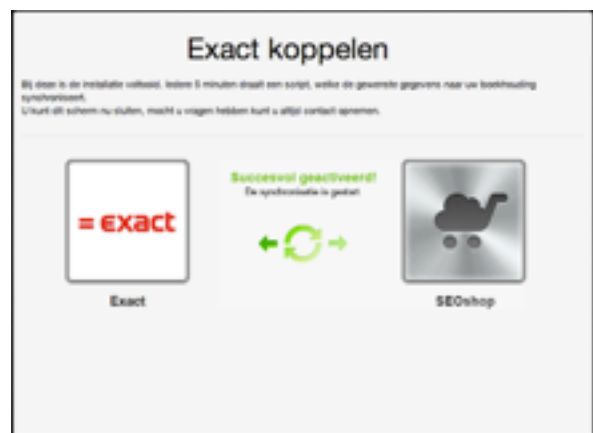 Exact koppelen
Bij deze is de installatie voltooid. Iedere 5 minuten draait een script, welke de gewenste gegevens naar uw boekhouding
synchroniseert.
U kunt dit scherm nu sluiten, mocht u vragen hebben kunt u altijd contact opnemen.
Succesvol geactiveerd!
De synchronisatie is gestart
= exact
Exact
SEOshop